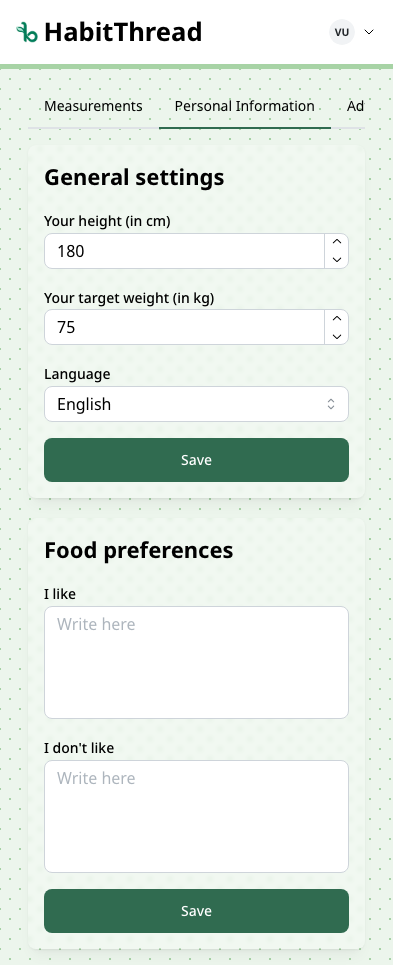 HabitThread
VU
Measurements Personal Information Ad
General settings
Your height (in cm)
180
Your target weight (in kg)
75
Language
English
Save
Food preferences
I like
Write here
I don't like
Write here
Save